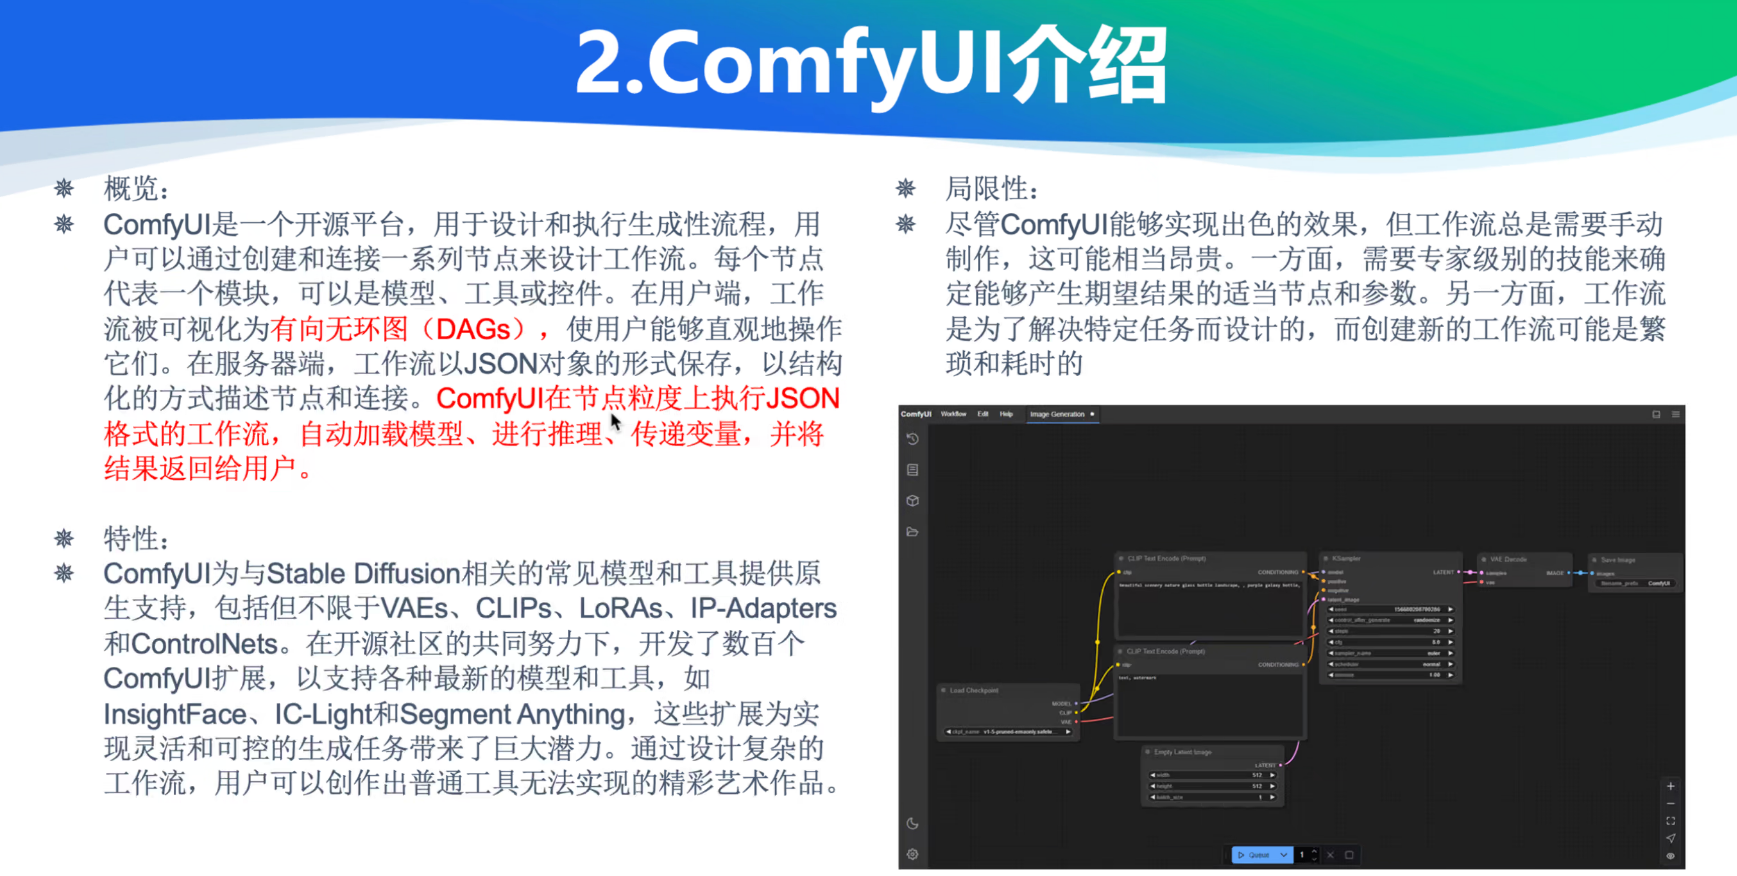 2.ComfyUI介绍
概览：
ComfyUI是一个开源平台，用于设计和执行生成性流程，用
户可以通过创建和连接一系列节点来设计工作流。每个节点
代表一个模块，可以是模型、工具或控件。在用户端，工作
流被可视化为有向无环图（DAGs），使用户能够直观地操作
它们。在服务器端，工作流以JSON对象的形式保存，以结构
化的方式描述节点和连接。ComfyUI在节点粒度上执行JSON
格式的工作流，自动加载模型、进行推理、传递变量，并将
结果返回给用户。
特性：
ComfyUI为与Stable Diffusion相关的常见模型和工具提供原
生支持，包括但不限于VAEs、CLIPs、LoRAs、IP-Adapters
和ControlNets。在开源社区的共同努力下，开发了数百个
ComfyUI扩展，以支持各种最新的模型和工具，如
InsightFace、IC-Light和Segment Anything，这些扩展为实
现灵活和可控的生成任务带来了巨大潜力。通过设计复杂的
工作流，用户可以创作出普通工具无法实现的精彩艺术作品。
局限性：
尽管ComfyUI能够实现出色的效果，但工作流总是需要手动
制作，这可能相当昂贵。一方面，需要专家级别的技能来确
定能够产生期望结果的适当节点和参数。另一方面，工作流
是为了解决特定任务而设计的，而创建新的工作流可能是繁
琐和耗时的
ComfyUI Workflow Edit Help Image Generation
Load Checkpoint
MODEL
CLIP
VAE
ckpt_name v1-5-pruned-emaonly.safete...
CLIP Text Encode (Prompt)
clip CONDITIONING
beautiful scenery nature glass bottle landscape, , purple galaxy bottle,
CLIP Text Encode (Prompt)
clip CONDITIONING
text, watermark
Empty Latent Image
LATENT
width 512
height 512
batch_size 1
KSampler
model LATENT
positive
negative
latent_image
seed
control_after_generate randomize
steps 20
cfg 8.0
sampler_name euler
scheduler normal
denoise 1.00
VAE Decode
samples IMAGE
vae
Save Image
images
filename_prefix ComfyUI
Queue 1